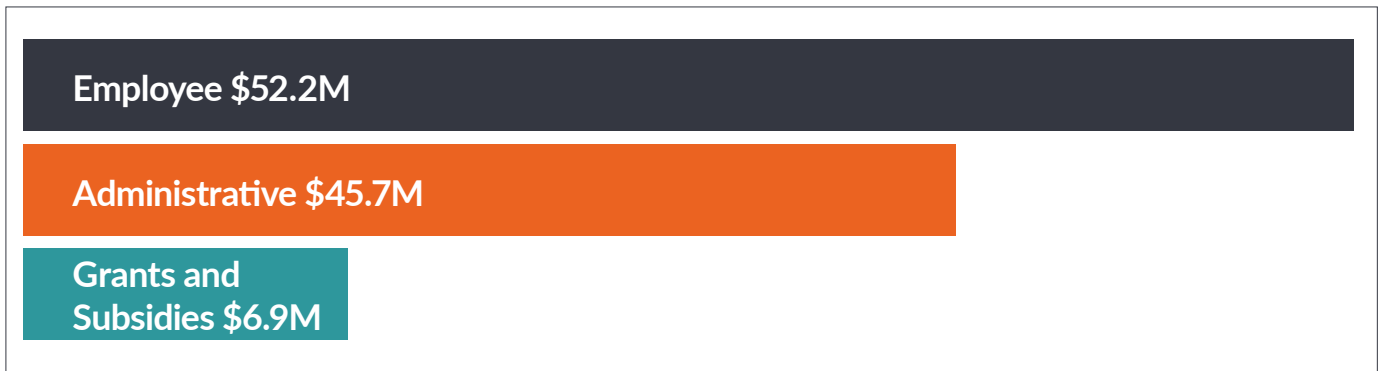 Employee $52.2M
Administrative $45.7M
Grants and
Subsidies $6.9M